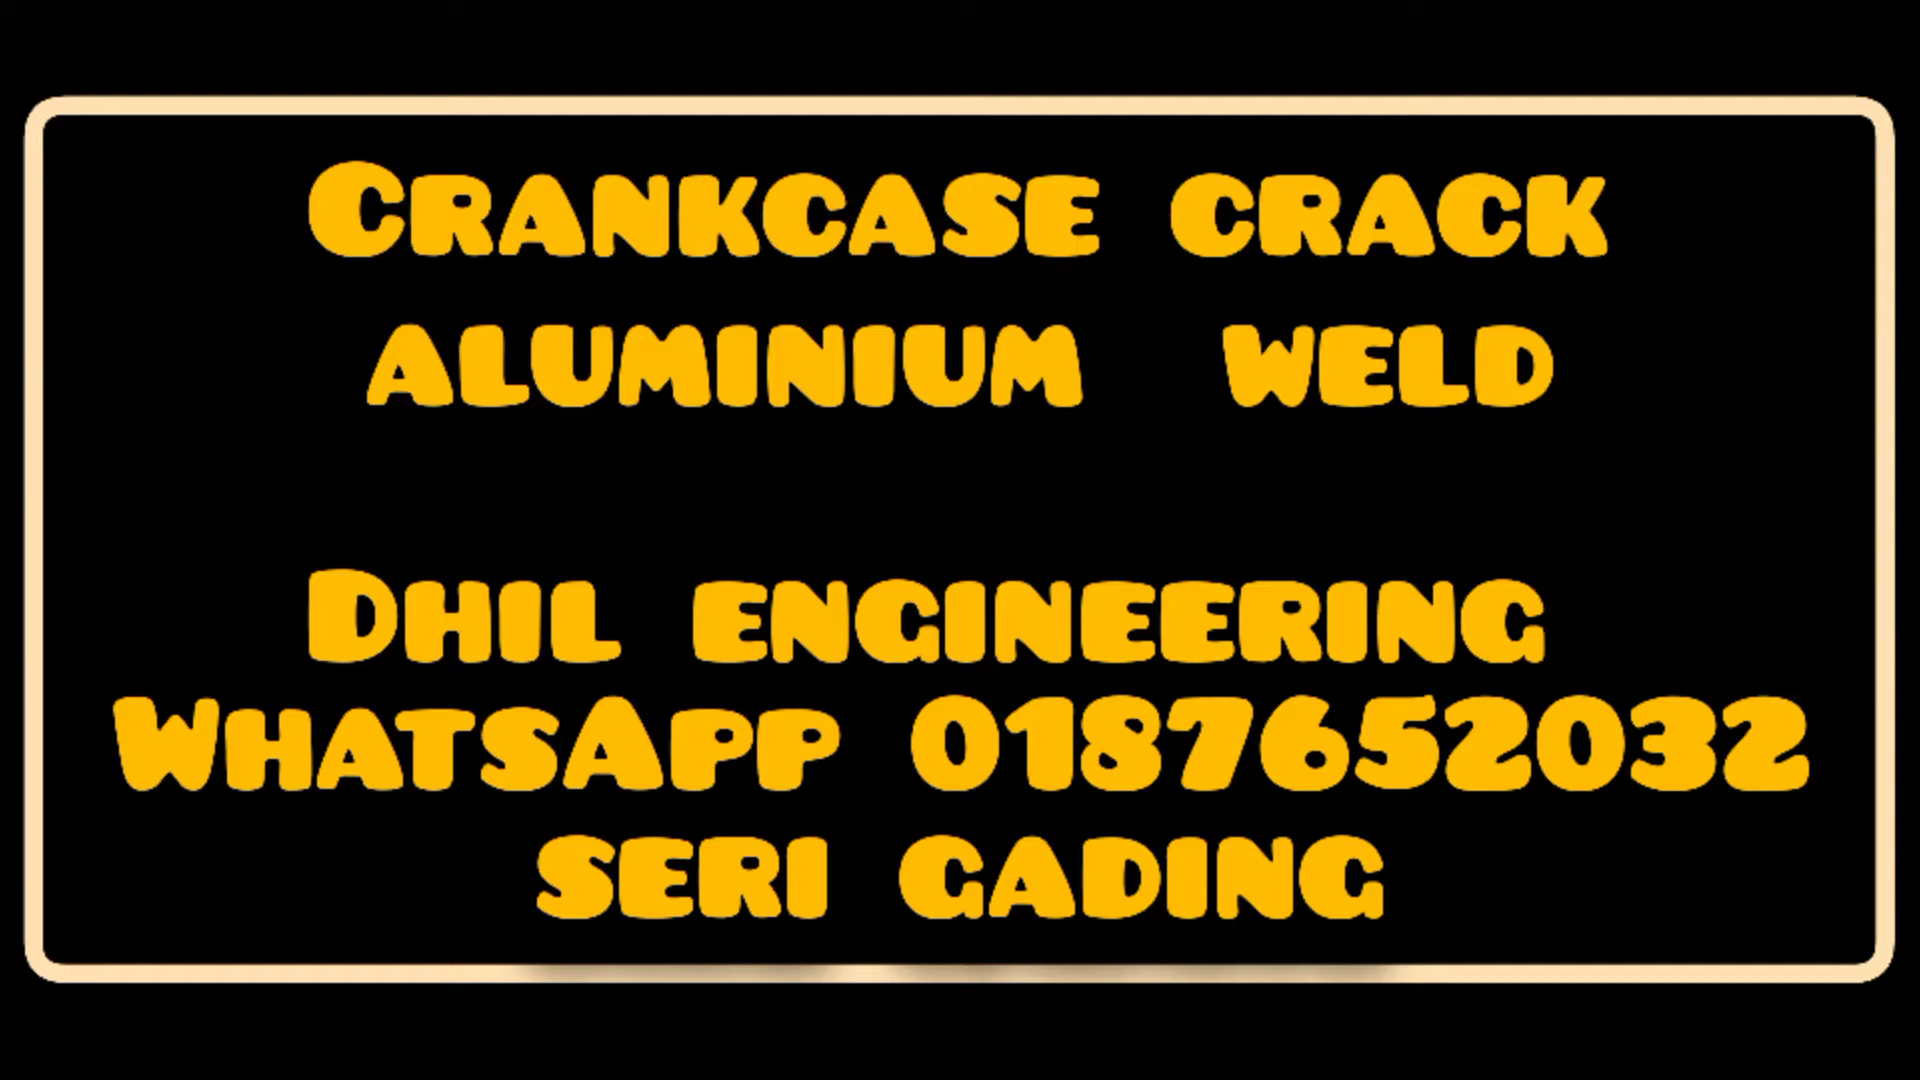 Crankcase crack
aluminium weld
Dhil engineering
WhatsApp 0187652032
seri gading